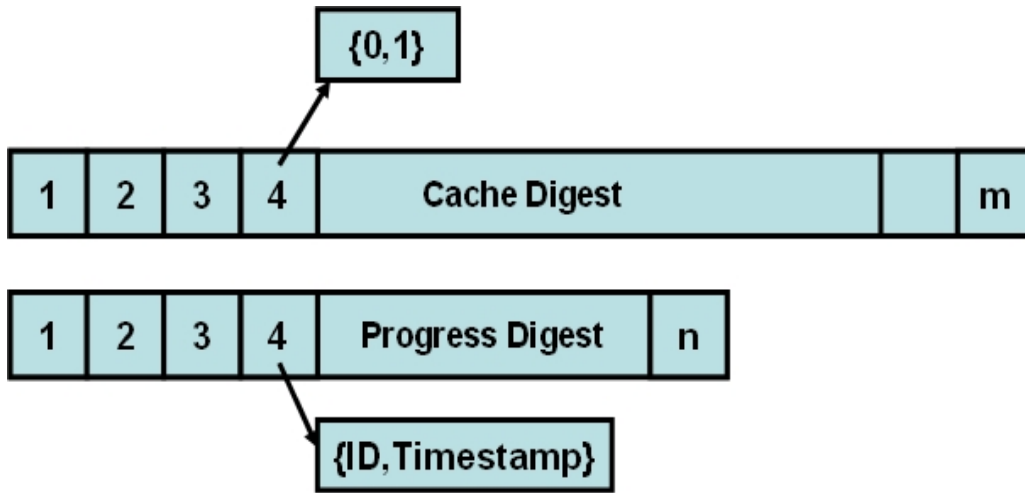 {0,1}
1 2 3 4 Cache Digest m
1 2 3 4 Progress Digest n
{ID,Timestamp}